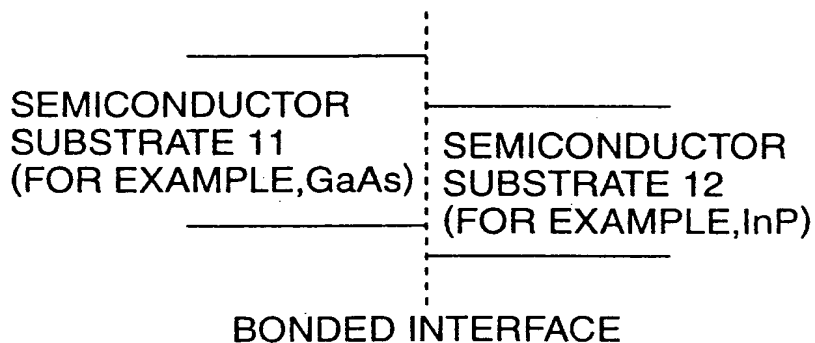 SEMICONDUCTOR
SUBSTRATE 11
(FOR EXAMPLE,GaAs)
SEMICONDUCTOR
SUBSTRATE 12
(FOR EXAMPLE,InP)
BONDED INTERFACE